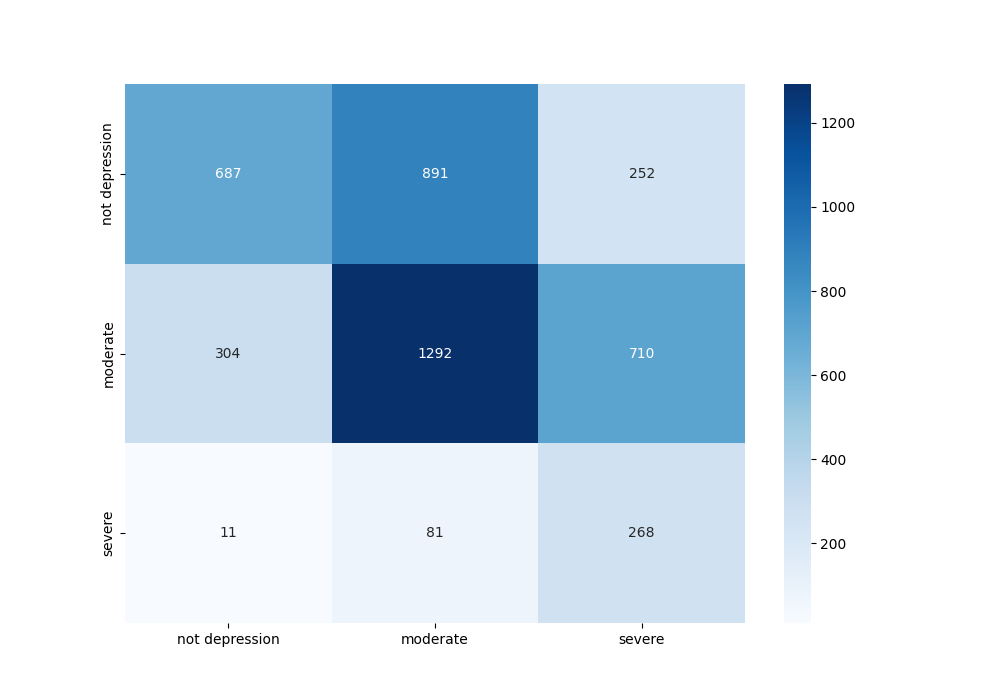 not depression 687 891 252
moderate 304 1292 710
severe 11 81 268
not depression moderate severe
1200
1000
800
600
400
200